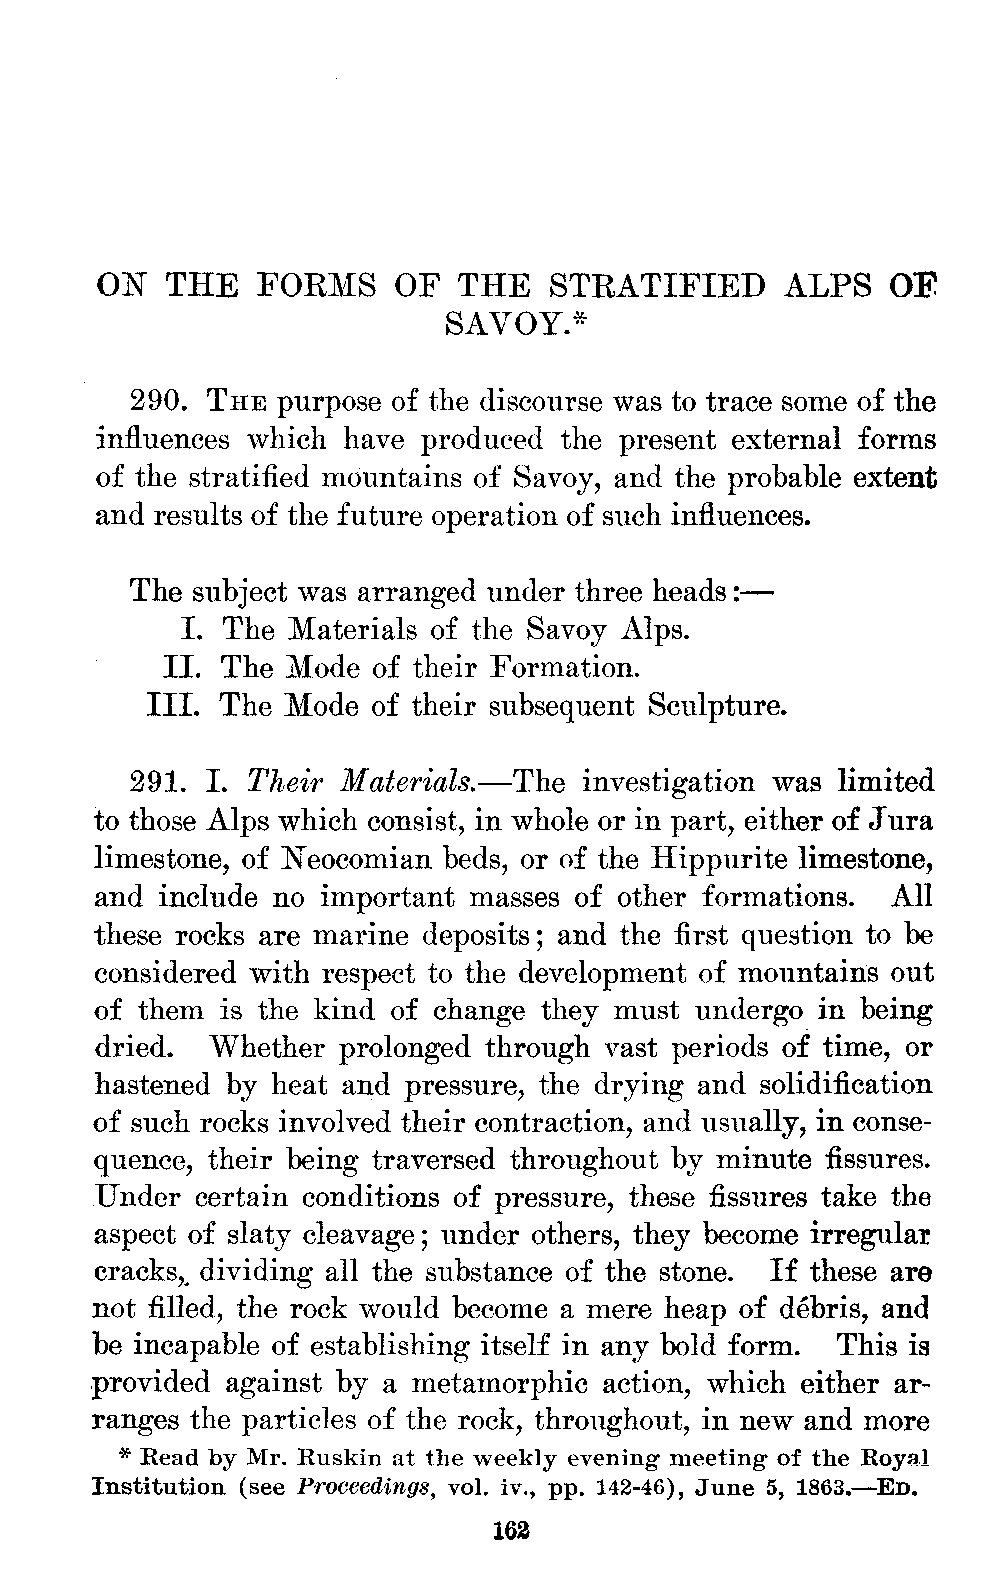 ON THE FORMS OF THE STRATIFIED ALPS OF
SAVOY.*
290. THE purpose of the discourse was to trace some of the
influences which have produced the present external forms
of the stratified mountains of Savoy, and the probable extent
and results of the future operation of such influences.
The subject was arranged under three heads:—
I. The Materials of the Savoy Alps.
II. The Mode of their Formation.
III. The Mode of their subsequent Sculpture.
291. I. Their Materials.—The investigation was limited
to those Alps which consist, in whole or in part, either of Jura
limestone, of Neocomian beds, or of the Hippurite limestone,
and include no important masses of other formations. All
these rocks are marine deposits; and the first question to be
considered with respect to the development of mountains out
of them is the kind of change they must undergo in being
dried. Whether prolonged through vast periods of time, or
hastened by heat and pressure, the drying and solidification
of such rocks involved their contraction, and usually, in conse-
quence, their being traversed throughout by minute fissures.
Under certain conditions of pressure, these fissures take the
aspect of slaty cleavage; under others, they become irregular
cracks, dividing all the substance of the stone. If these are
not filled, the rock would become a mere heap of débris, and
be incapable of establishing itself in any bold form. This is
provided against by a metamorphic action, which either ar-
ranges the particles of the rock, throughout, in new and more
* Read by Mr. Ruskin at the weekly evening meeting of the Royal
Institution (see Proceedings, vol. iv., pp. 142-46), June 5, 1863.—ED.
162